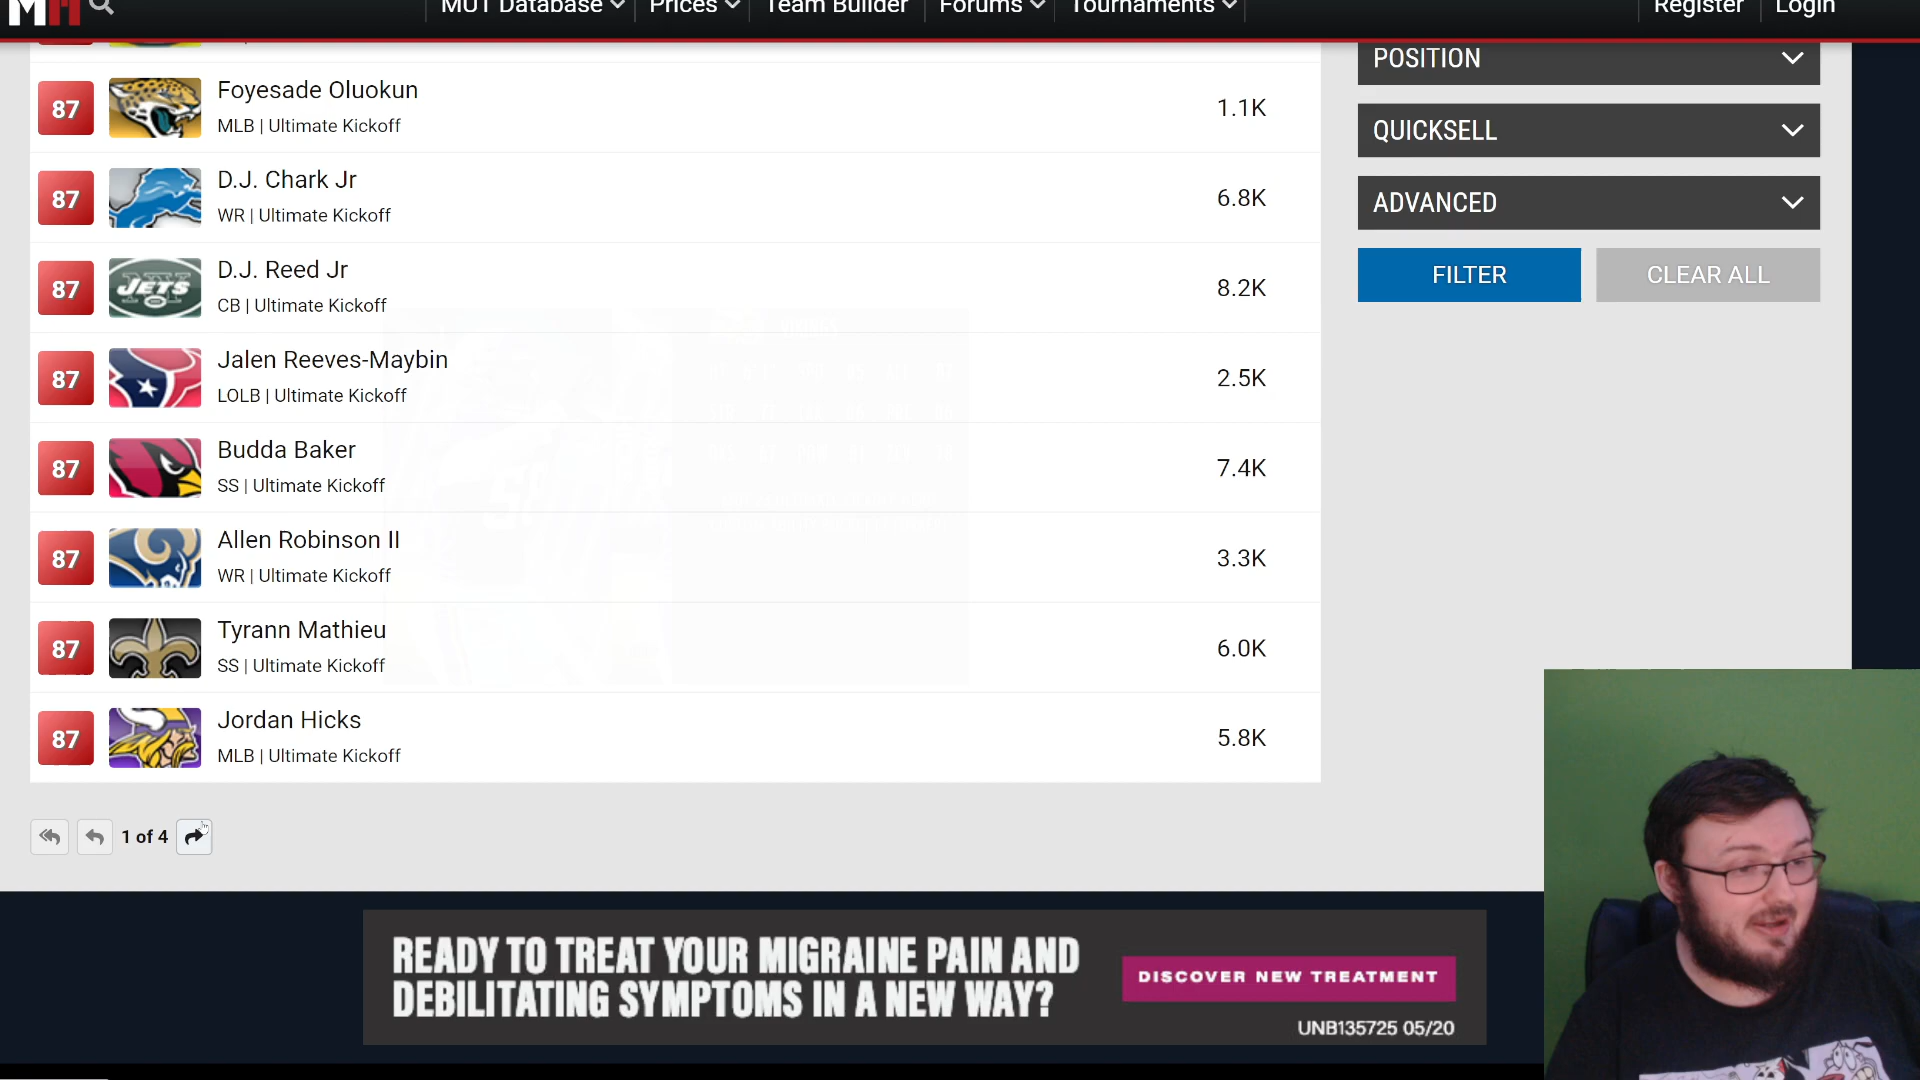 MH
MUT Database
Prices
Team Builder
Forums
Tournaments
Register
Login
87
Foyesade Oluokun
MLB | Ultimate Kickoff
1.1K
87
D.J. Chark Jr
WR | Ultimate Kickoff
6.8K
87
JETS
D.J. Reed Jr
CB | Ultimate Kickoff
8.2K
87
Jalen Reeves-Maybin
LOLB | Ultimate Kickoff
2.5K
87
Budda Baker
SS | Ultimate Kickoff
7.4K
87
Allen Robinson II
WR | Ultimate Kickoff
3.3K
87
Tyrann Mathieu
SS | Ultimate Kickoff
6.0K
87
Jordan Hicks
MLB | Ultimate Kickoff
5.8K
1 of 4
POSITION
QUICKSELL
ADVANCED
FILTER
CLEAR ALL
READY TO TREAT YOUR MIGRAINE PAIN AND
DEBILITATING SYMPTOMS IN A NEW WAY?
DISCOVER NEW TREATMENT
UNB135725 05/20